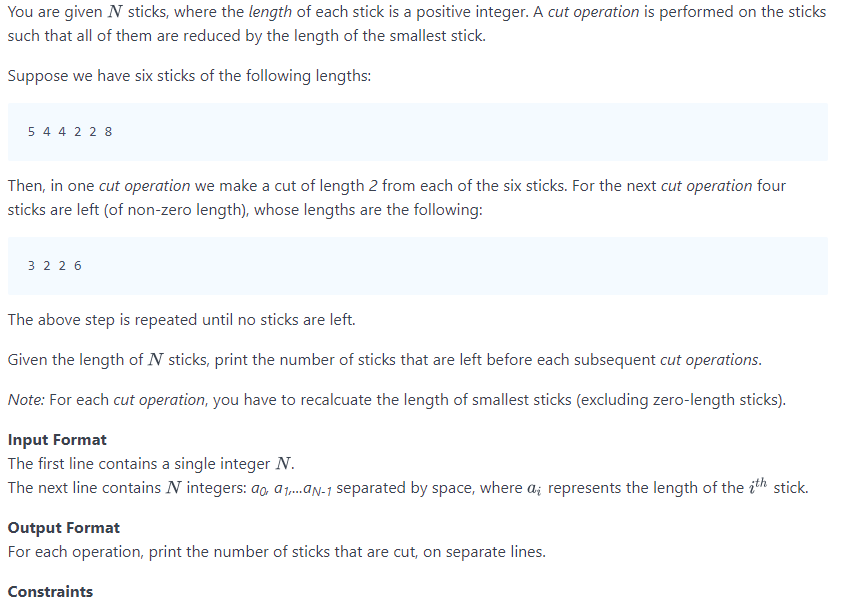 You are given N sticks, where the length of each stick is a positive integer. A cut operation is performed on the sticks
such that all of them are reduced by the length of the smallest stick.
Suppose we have six sticks of the following lengths:
5 4 4 2 2 8
Then, in one cut operation we make a cut of length 2 from each of the six sticks. For the next cut operation four
sticks are left (of non-zero length), whose lengths are the following:
3 2 2 6
The above step is repeated until no sticks are left.
Given the length of N sticks, print the number of sticks that are left before each subsequent cut operations.
Note: For each cut operation, you have to recalcuate the length of smallest sticks (excluding zero-length sticks).
Input Format
The first line contains a single integer N.
The next line contains N integers: a0, a1,...aN-1 separated by space, where ai represents the length of the ith stick.
Output Format
For each operation, print the number of sticks that are cut, on separate lines.
Constraints